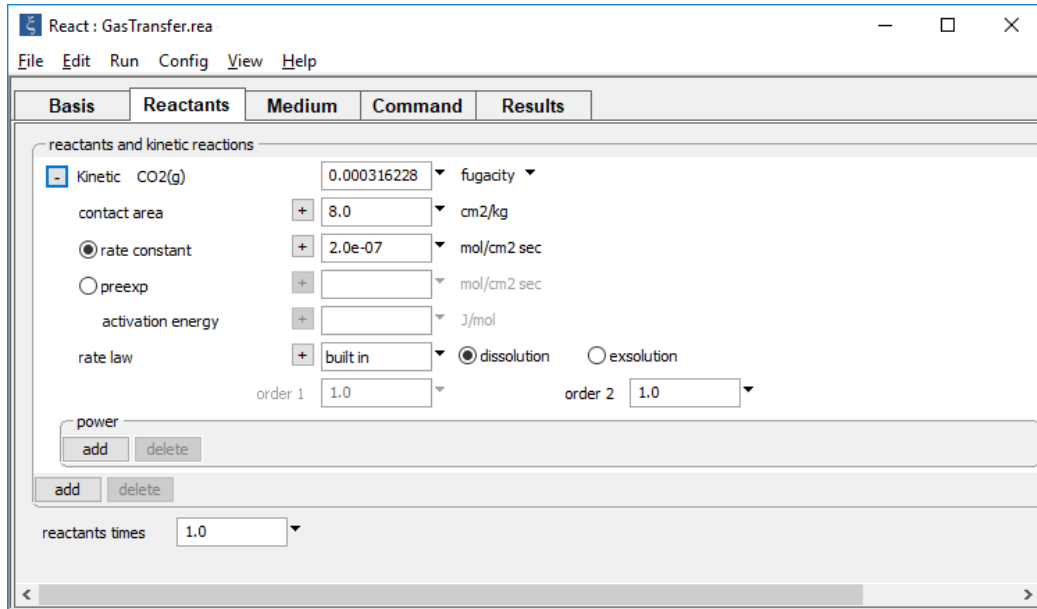 React : GasTransfer.rea
File Edit Run Config View Help
Basis Reactants Medium Command Results
reactants and kinetic reactions
- Kinetic CO2(g) 0.000316228 fugacity
contact area + 8.0 cm2/kg
rate constant + 2.0e-07 mol/cm2 sec
preexp + mol/cm2 sec
activation energy + J/mol
rate law + built in dissolution exsolution
order 1 1.0 order 2 1.0
power
add delete
add delete
reactants times 1.0